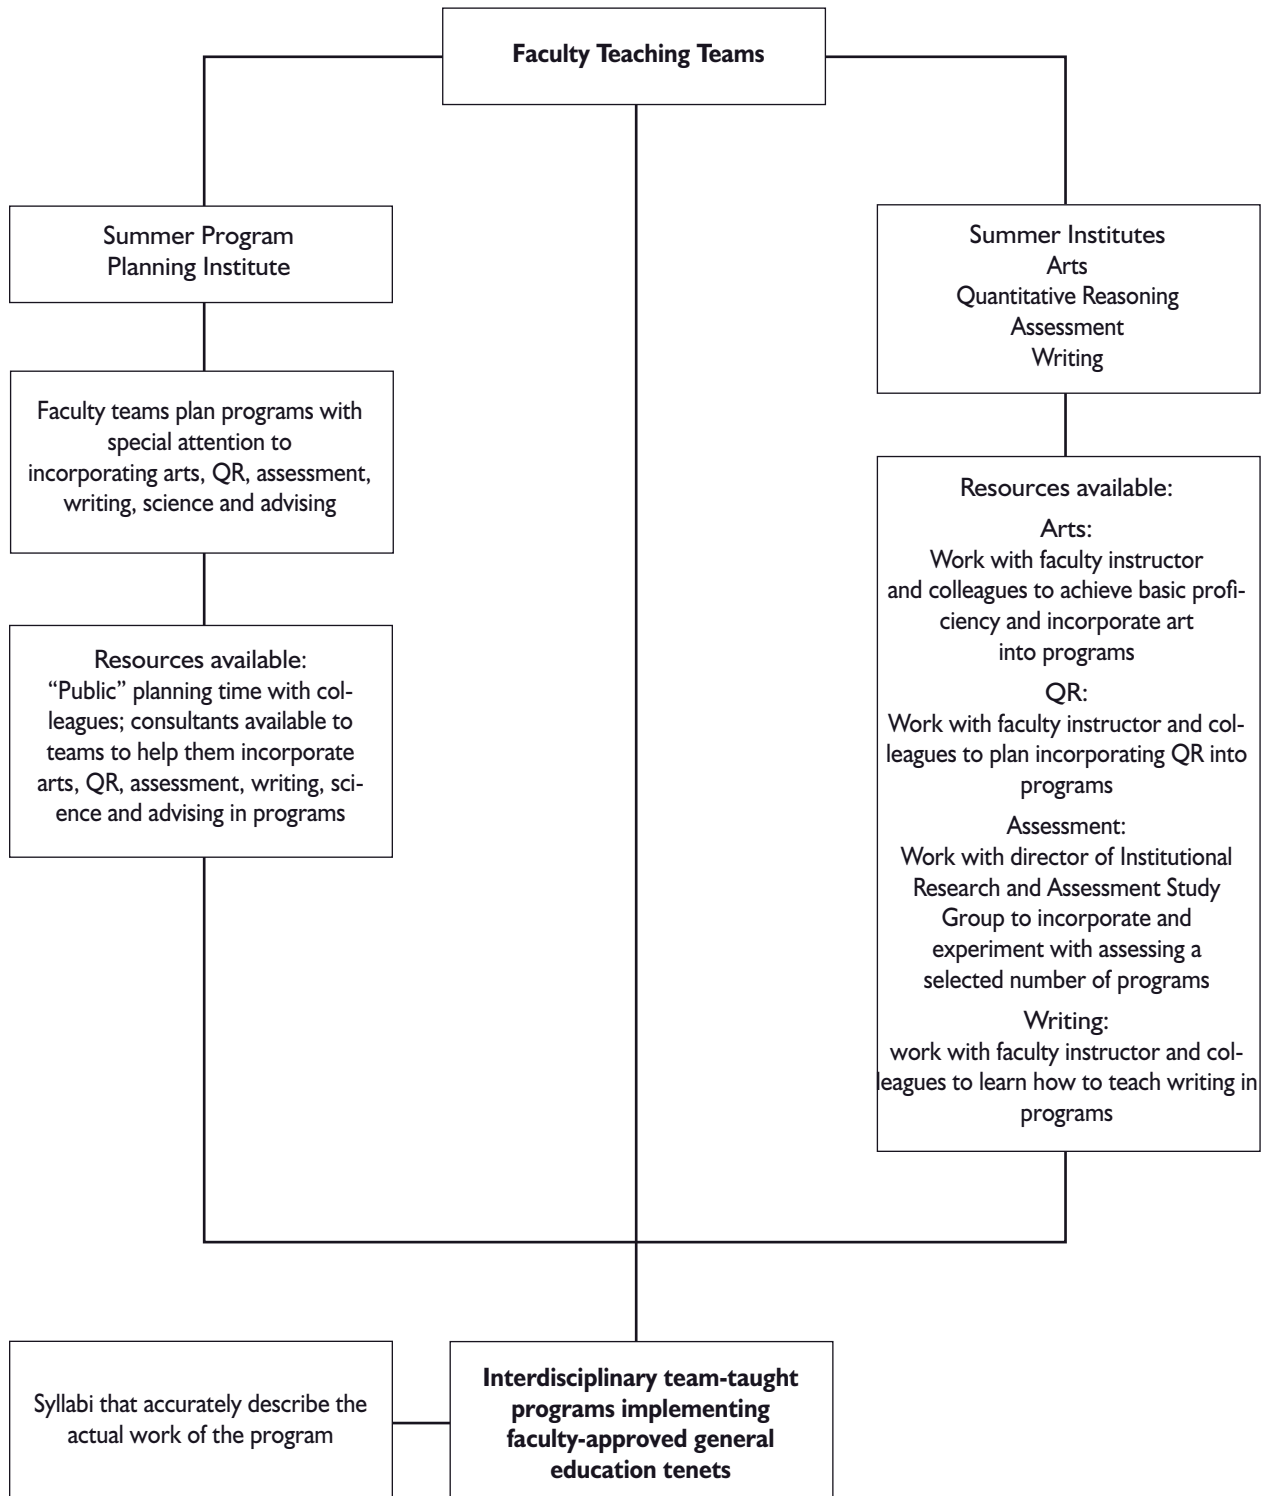 Faculty Teaching Teams
Summer Program
Planning Institute
Faculty teams plan programs with
special attention to
incorporating arts, QR, assessment,
writing, science and advising
Resources available:
“Public” planning time with col-
leagues; consultants available to
teams to help them incorporate
arts, QR, assessment, writing, sci-
ence and advising in programs
Summer Institutes
Arts
Quantitative Reasoning
Assessment
Writing
Resources available:
Arts:
Work with faculty instructor
and colleagues to achieve basic profi-
ciency and incorporate art
into programs
QR:
Work with faculty instructor and col-
leagues to plan incorporating QR into
programs
Assessment:
Work with director of Institutional
Research and Assessment Study
Group to incorporate and
experiment with assessing a
selected number of programs
Writing:
work with faculty instructor and col-
leagues to learn how to teach writing in
programs
Syllabi that accurately describe the
actual work of the program
Interdisciplinary team-taught
programs implementing
faculty-approved general
education tenets